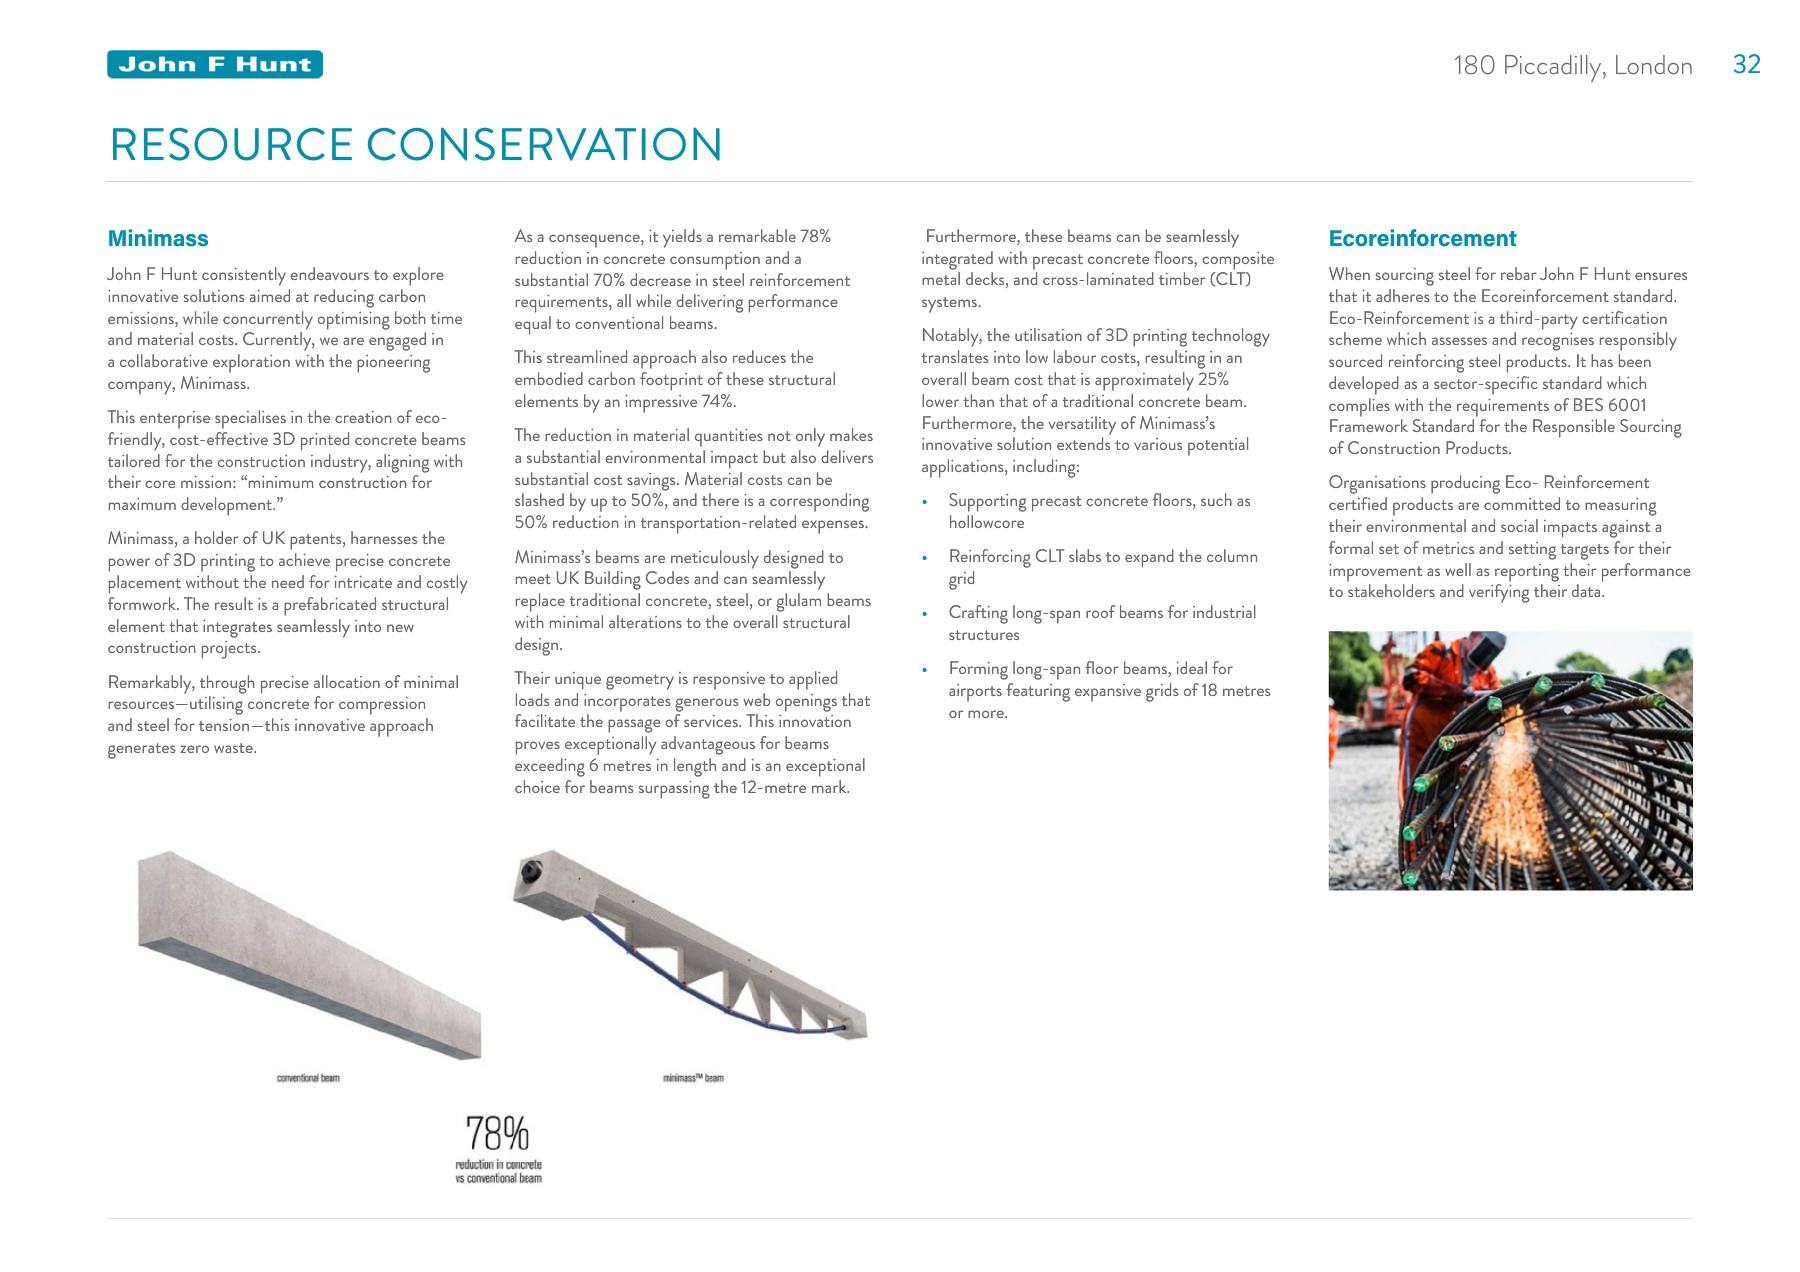 John F Hunt
180 Piccadilly, London
32
RESOURCE CONSERVATION
Minimass
John F Hunt consistently endeavours to explore
innovative solutions aimed at reducing carbon
emissions, while concurrently optimising both time
and material costs. Currently, we are engaged in
a collaborative exploration with the pioneering
company, Minimass.
This enterprise specialises in the creation of eco-
friendly, cost-effective 3D printed concrete beams
tailored for the construction industry, aligning with
their core mission: “minimum construction for
maximum development.”
Minimass, a holder of UK patents, harnesses the
power of 3D printing to achieve precise concrete
placement without the need for intricate and costly
formwork. The result is a prefabricated structural
element that integrates seamlessly into new
construction projects.
Remarkably, through precise allocation of minimal
resources—utilising concrete for compression
and steel for tension—this innovative approach
generates zero waste.
As a consequence, it yields a remarkable 78%
reduction in concrete consumption and a
substantial 70% decrease in steel reinforcement
requirements, all while delivering performance
equal to conventional beams.
This streamlined approach also reduces the
embodied carbon footprint of these structural
elements by an impressive 74%.
The reduction in material quantities not only makes
a substantial environmental impact but also delivers
substantial cost savings. Material costs can be
slashed by up to 50%, and there is a corresponding
50% reduction in transportation-related expenses.
Minimass’s beams are meticulously designed to
meet UK Building Codes and can seamlessly
replace traditional concrete, steel, or glulam beams
with minimal alterations to the overall structural
design.
Their unique geometry is responsive to applied
loads and incorporates generous web openings that
facilitate the passage of services. This innovation
proves exceptionally advantageous for beams
exceeding 6 metres in length and is an exceptional
choice for beams surpassing the 12-metre mark.
Furthermore, these beams can be seamlessly
integrated with precast concrete floors, composite
metal decks, and cross-laminated timber (CLT)
systems.
Notably, the utilisation of 3D printing technology
translates into low labour costs, resulting in an
overall beam cost that is approximately 25%
lower than that of a traditional concrete beam.
Furthermore, the versatility of Minimass’s
innovative solution extends to various potential
applications, including:
• Supporting precast concrete floors, such as
hollowcore
• Reinforcing CLT slabs to expand the column
grid
• Crafting long-span roof beams for industrial
structures
• Forming long-span floor beams, ideal for
airports featuring expansive grids of 18 metres
or more.
Ecoreinforcement
When sourcing steel for rebar John F Hunt ensures
that it adheres to the Ecoreinforcement standard.
Eco-Reinforcement is a third-party certification
scheme which assesses and recognises responsibly
sourced reinforcing steel products. It has been
developed as a sector-specific standard which
complies with the requirements of BES 6001
Framework Standard for the Responsible Sourcing
of Construction Products.
Organisations producing Eco- Reinforcement
certified products are committed to measuring
their environmental and social impacts against a
formal set of metrics and setting targets for their
improvement as well as reporting their performance
to stakeholders and verifying their data.
conventional beam
minimass™ beam
78%
reduction in concrete
vs conventional beam